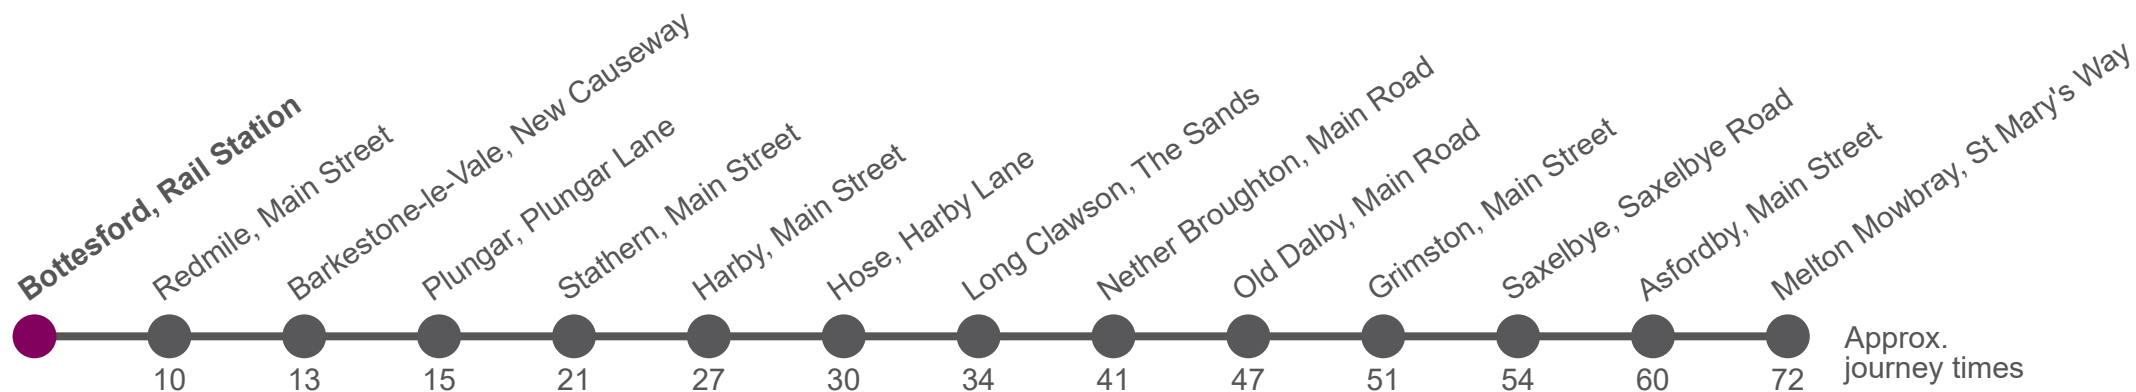 Bottesford, Rail Station
Redmile, Main Street
Barkestone-le-Vale, New Causeway
Plungar, Plungar Lane
Stathern, Main Street
Harby, Main Street
Hose, Harby Lane
Long Clawson, The Sands
Nether Broughton, Main Road
Old Dalby, Main Road
Grimston, Main Street
Saxelbye, Saxelbye Road
Asfordby, Main Street
Melton Mowbray, St Mary's Way
Approx.
journey times
10 13 15 21 27 30 34 41 47 51 54 60 72